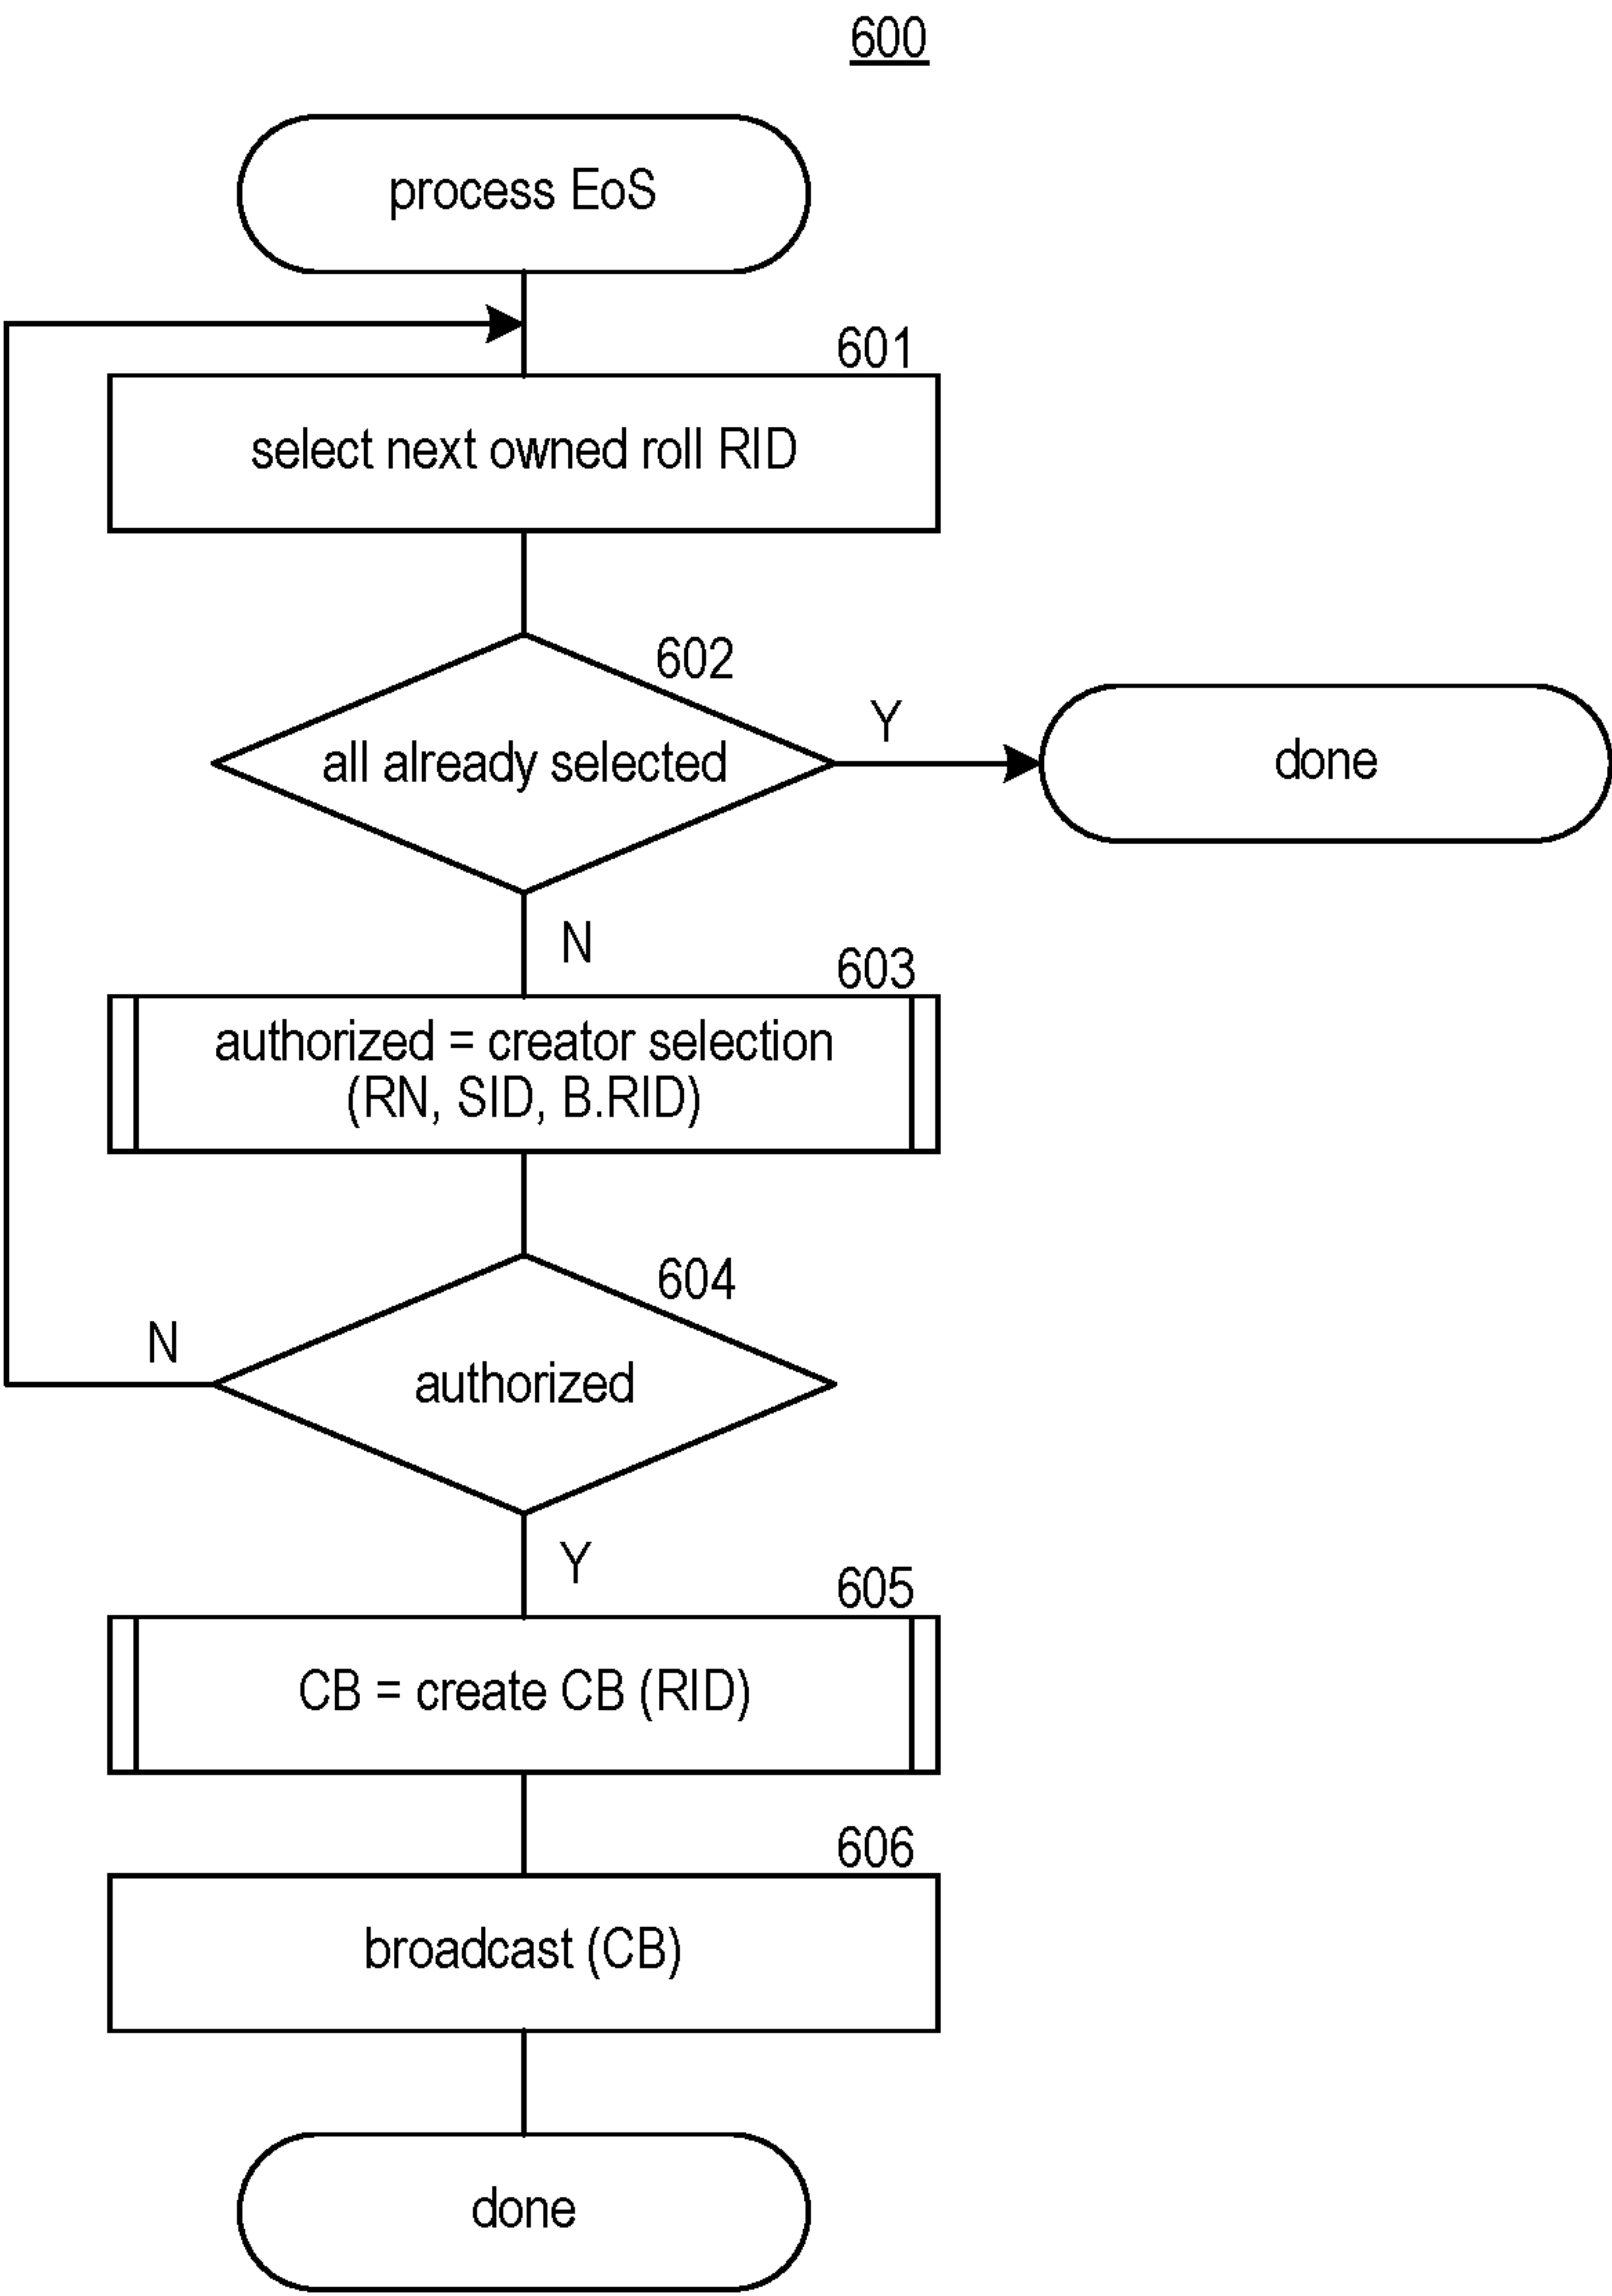 600
process EoS
601
select next owned roll RID
602
all already selected
Y
done
N
603
authorized = creator selection
(RN, SID, B.RID)
604
N
authorized
Y
605
CB = create CB (RID)
606
broadcast (CB)
done